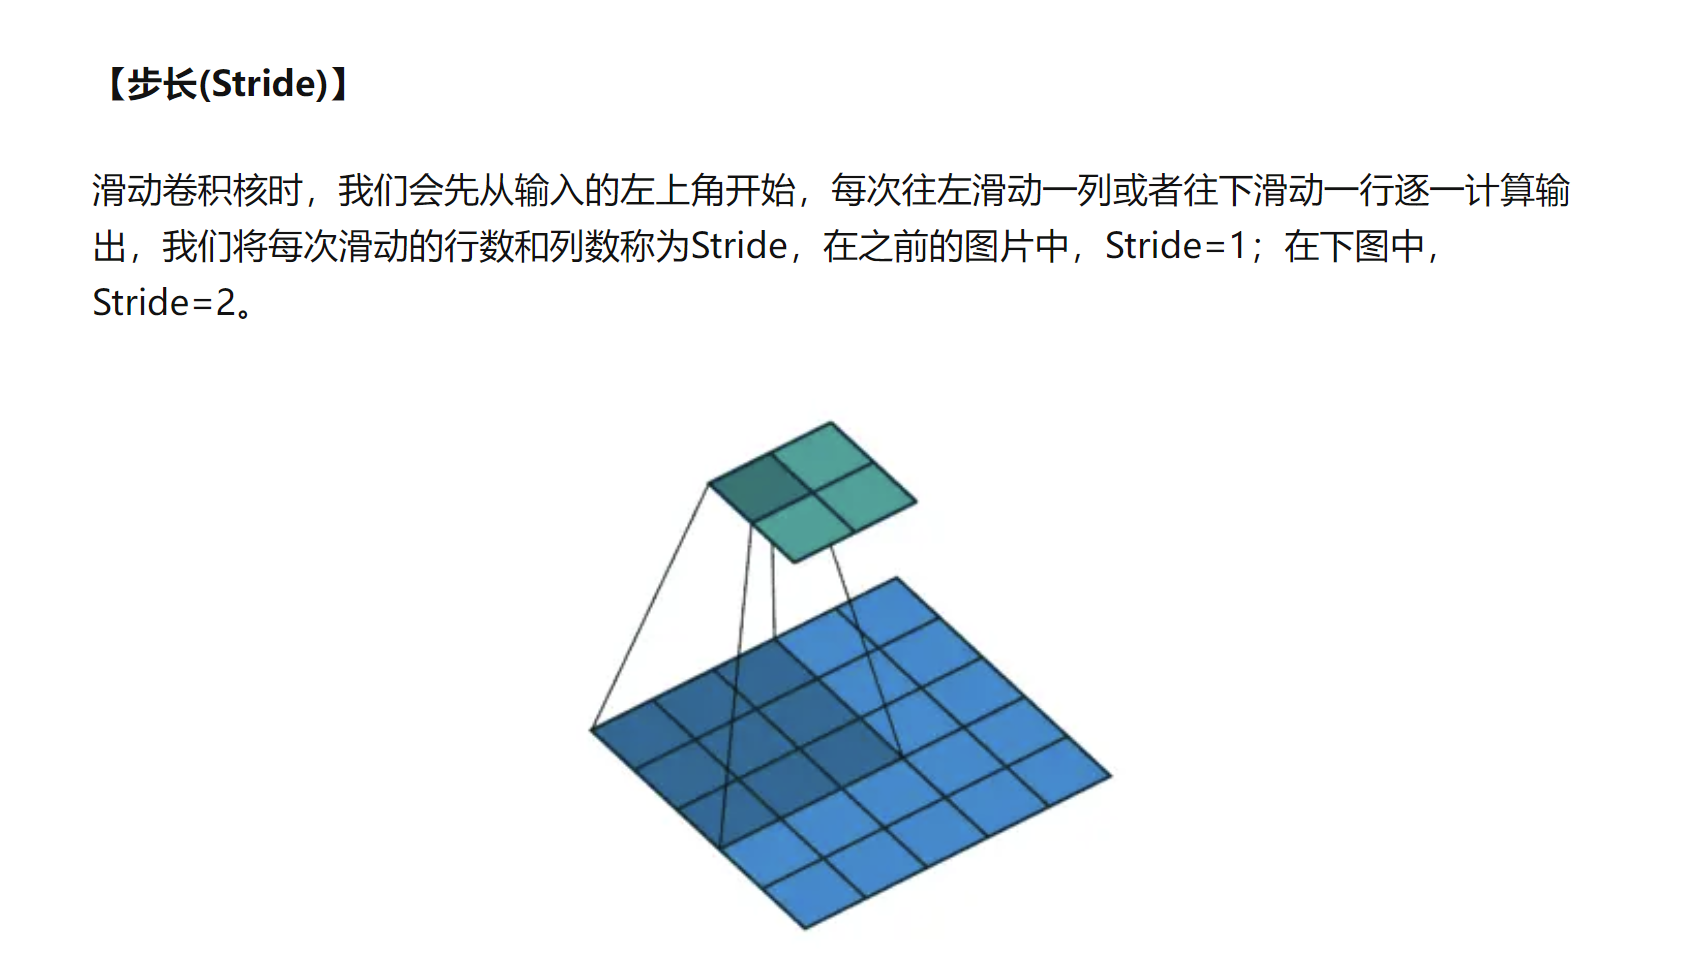 【步长(Stride)】
滑动卷积核时，我们会先从输入的左上角开始，每次往左滑动一列或者往下滑动一行逐一计算输
出，我们将每次滑动的行数和列数称为Stride，在之前的图片中，Stride=1；在下图中，
Stride=2。